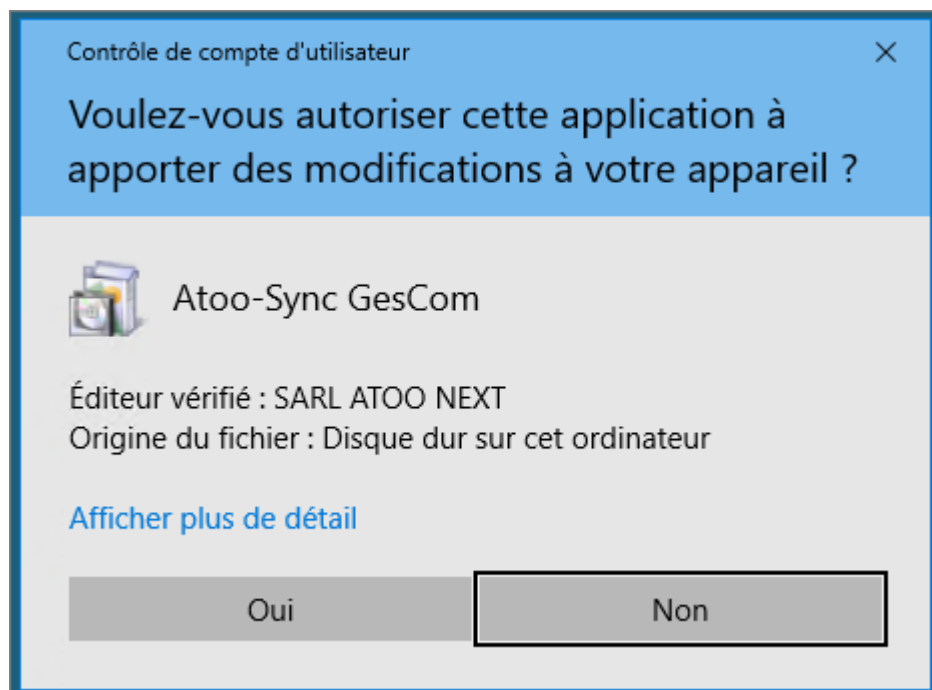 Contrôle de compte d'utilisateur
Voulez-vous autoriser cette application à
apporter des modifications à votre appareil ?
Atoo-Sync GesCom
Éditeur vérifié : SARL ATOO NEXT
Origine du fichier : Disque dur sur cet ordinateur
Afficher plus de détail
Oui
Non